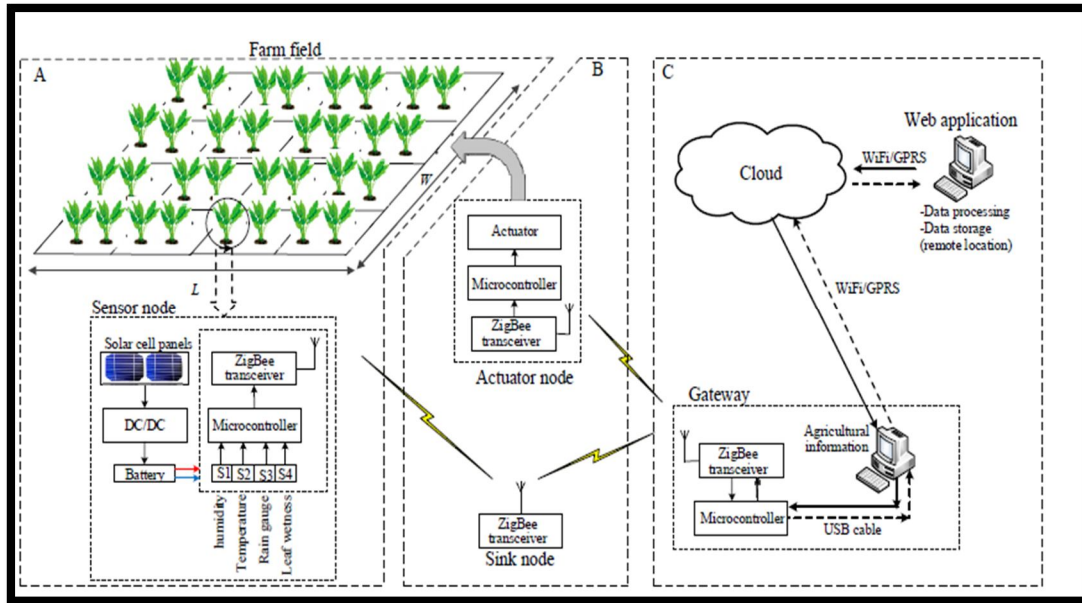 Farm field
A
W
L
Sensor node
Solar cell panels
DC/DC
Battery
ZigBee
transceiver
Microcontroller
S1 S2 S3 S4
humidity
Temperature
Rain gauge
Leaf wetness
B
Actuator
Microcontroller
ZigBee
transceiver
Actuator node
ZigBee
transceiver
Sink node
C
Cloud
WiFi/GPRS
Web application
-Data processing
-Data storage
(remote location)
WiFi/GPRS
Gateway
ZigBee
transceiver
Microcontroller
Agricultural
information
USB cable